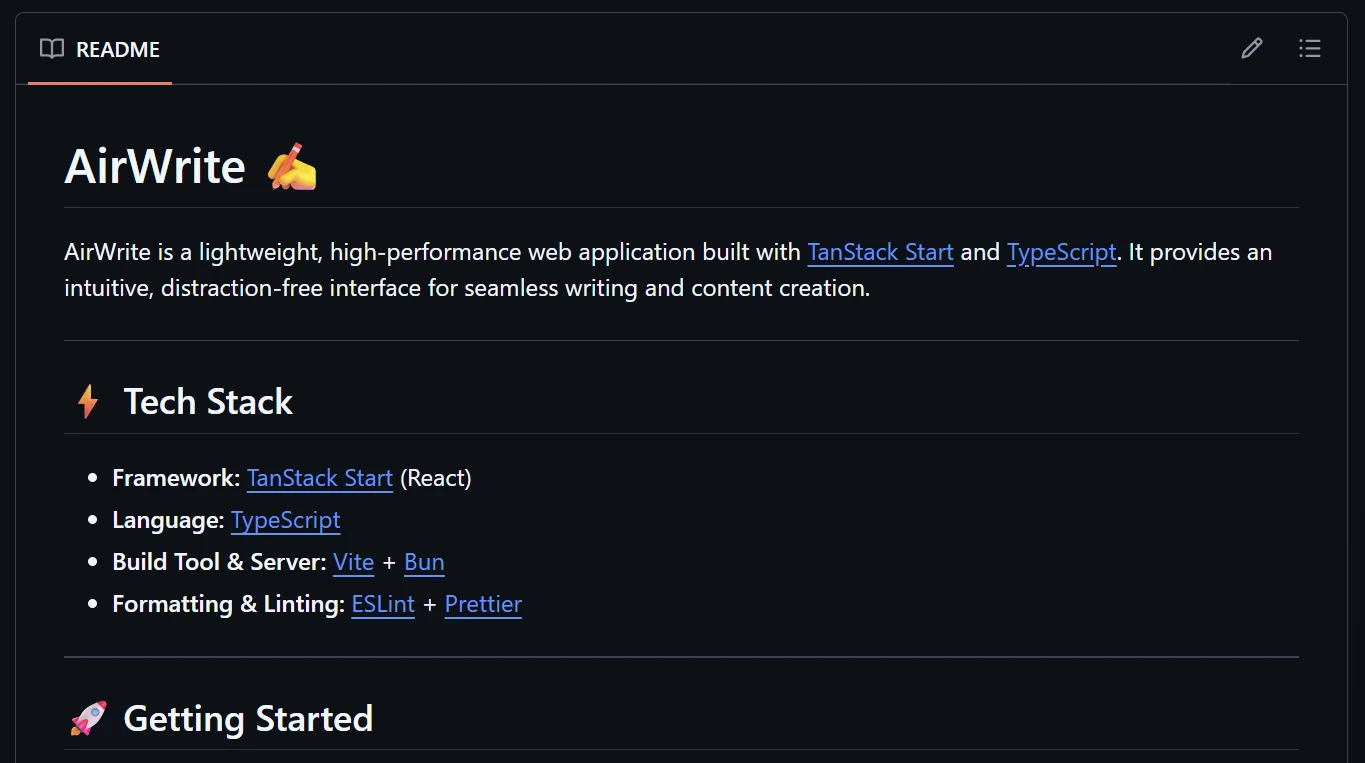 README
AirWrite ✍️
AirWrite is a lightweight, high-performance web application built with TanStack Start and TypeScript. It provides an
intuitive, distraction-free interface for seamless writing and content creation.
⚡ Tech Stack
• Framework: TanStack Start (React)
• Language: TypeScript
• Build Tool & Server: Vite + Bun
• Formatting & Linting: ESLint + Prettier
🚀 Getting Started